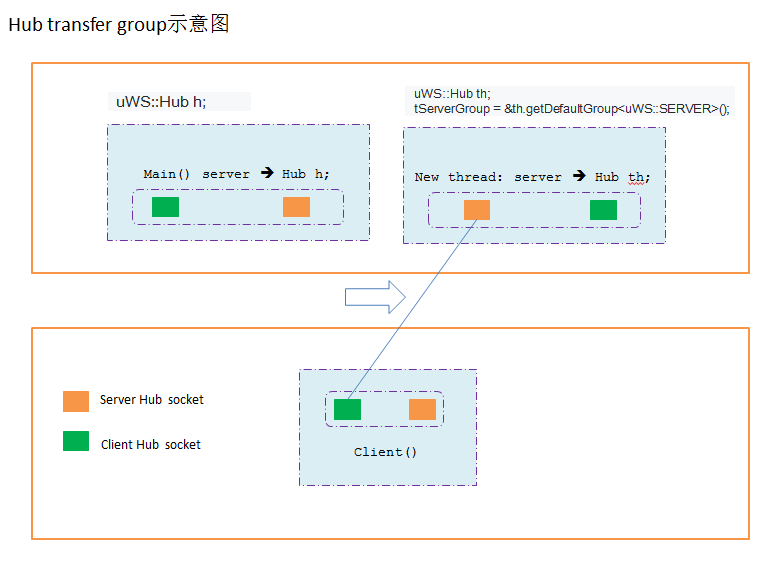 Hub transfer group示意图
uWS::Hub h;
uWS::Hub th;
tServerGroup = &th.getDefaultGroup<uWS::SERVER>();
Main() server ➔ Hub h;
New thread: server ➔ Hub th;
Server Hub socket
Client Hub socket
Client()